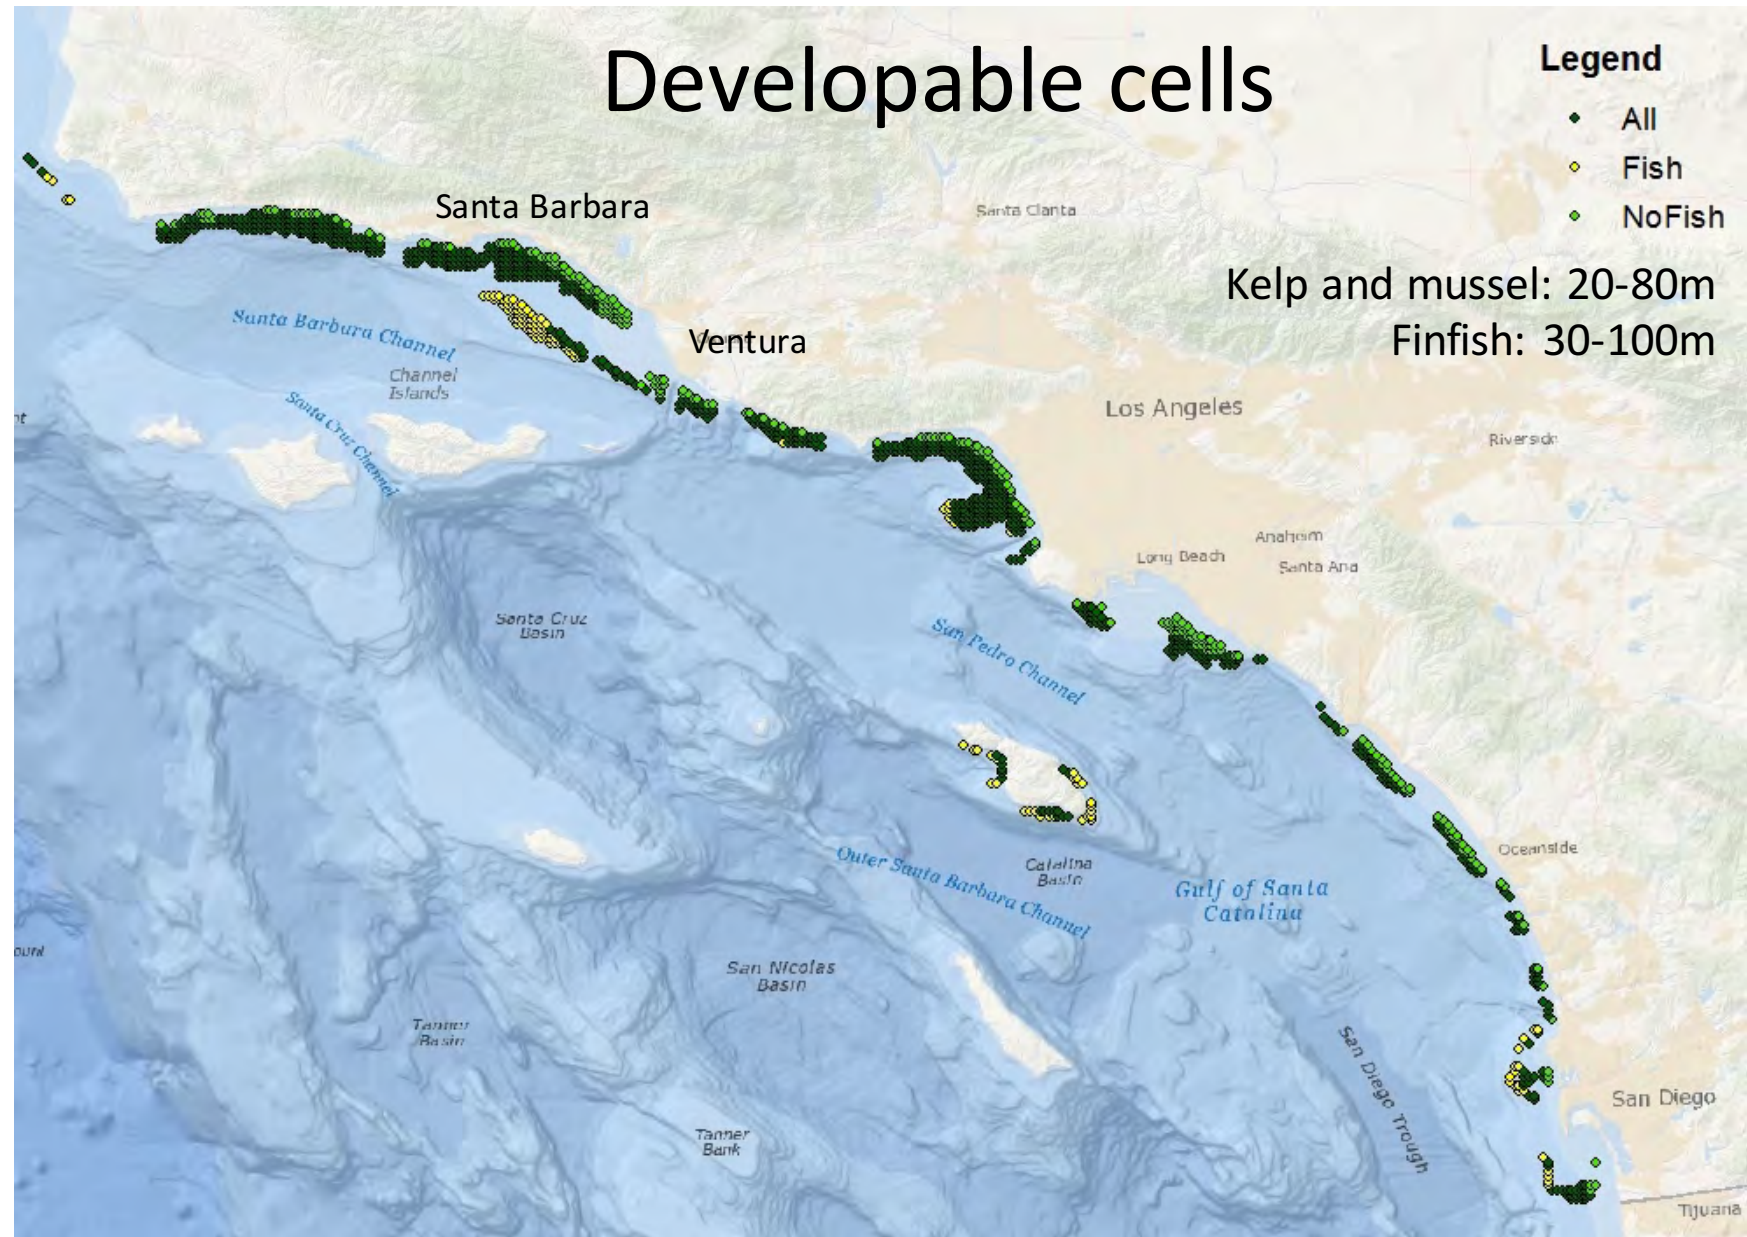 Developable cells
Legend
All
Fish
NoFish
Kelp and mussel: 20-80m
Finfish: 30-100m
Santa Barbara
Santa Clarita
Ventura
Santa Barbara Channel
Channel
Islands
Santa Cruz Channel
Los Angeles
Riverside
Anaheim
Long Beach
Santa Ana
Santa Cruz
Basin
San Pedro Channel
Oceanside
Outer Santa Barbara Channel
Catalina
Basin
Gulf of Santa
Catalina
San Nicolas
Basin
Tanner
Basin
San Diego Trough
San Diego
Tanner
Bank
Tijuana